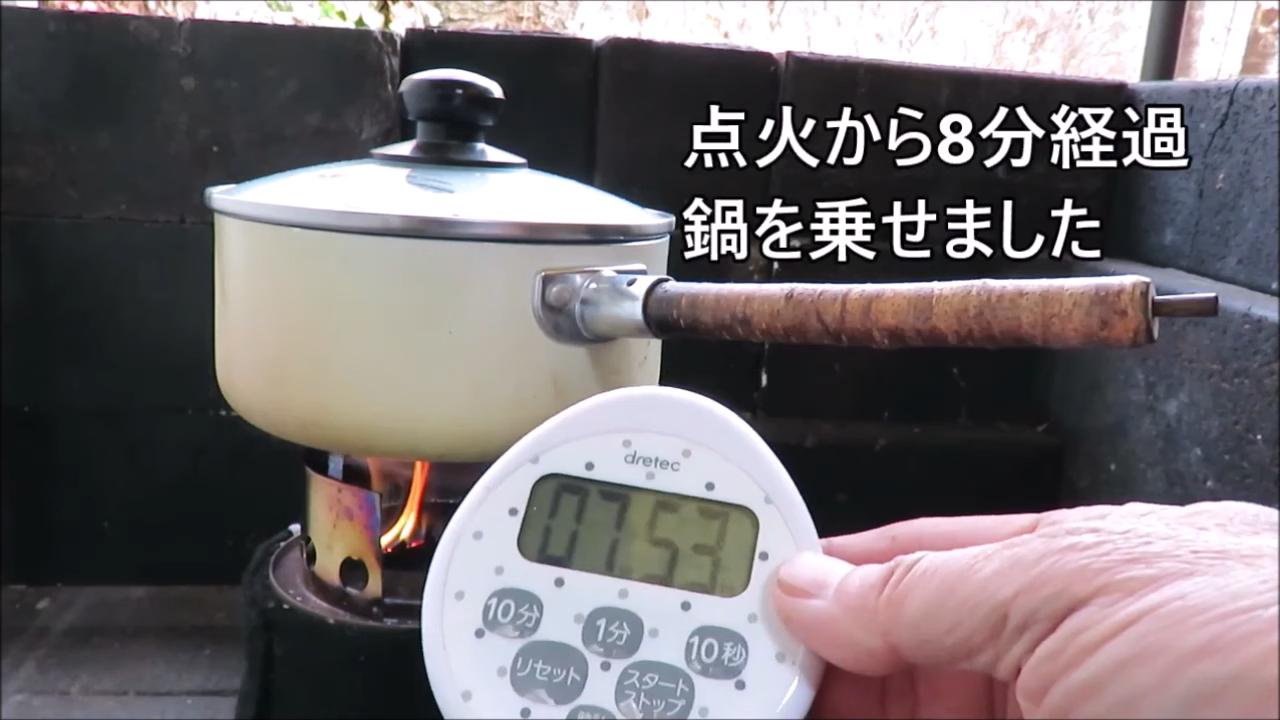 点火から8分経過
鍋を乗せました
dretec
07 53
10分
1分
10秒
リセット
スタート
ストップ